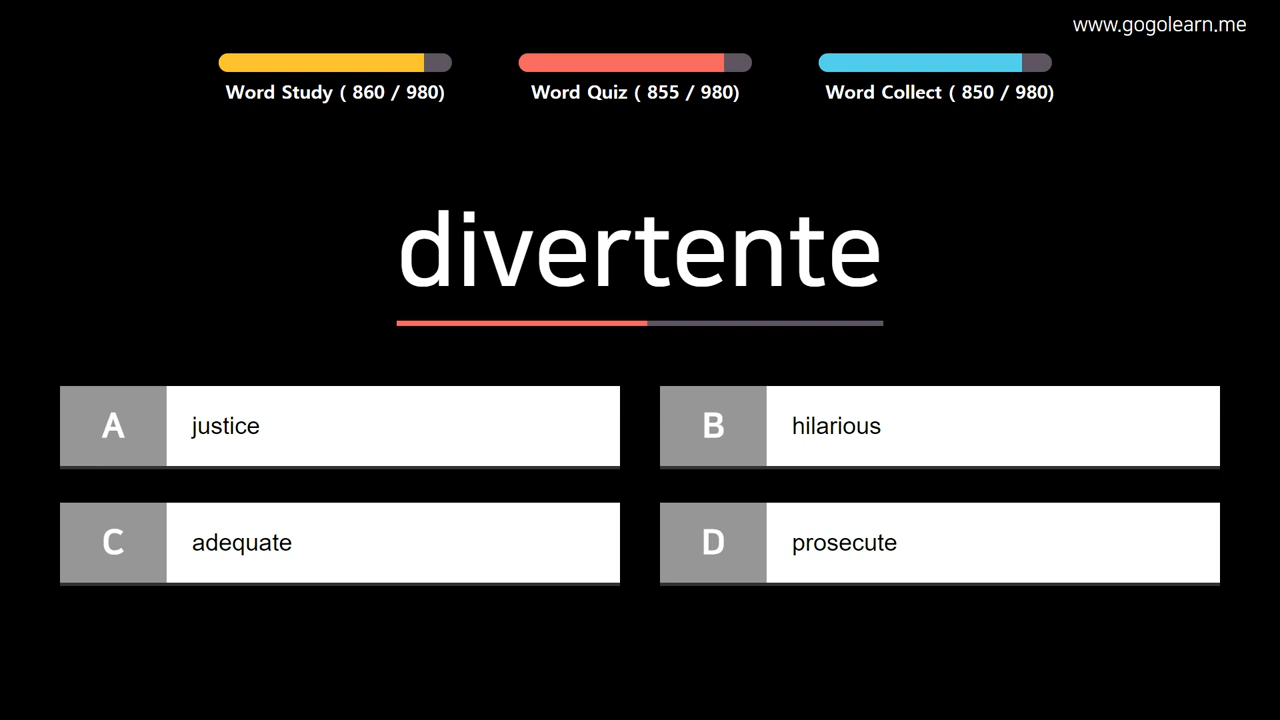 www.gogolearn.me
Word Study ( 860 / 980)
Word Quiz ( 855 / 980)
Word Collect ( 850 / 980)
divertente
A justice
B hilarious
C adequate
D prosecute